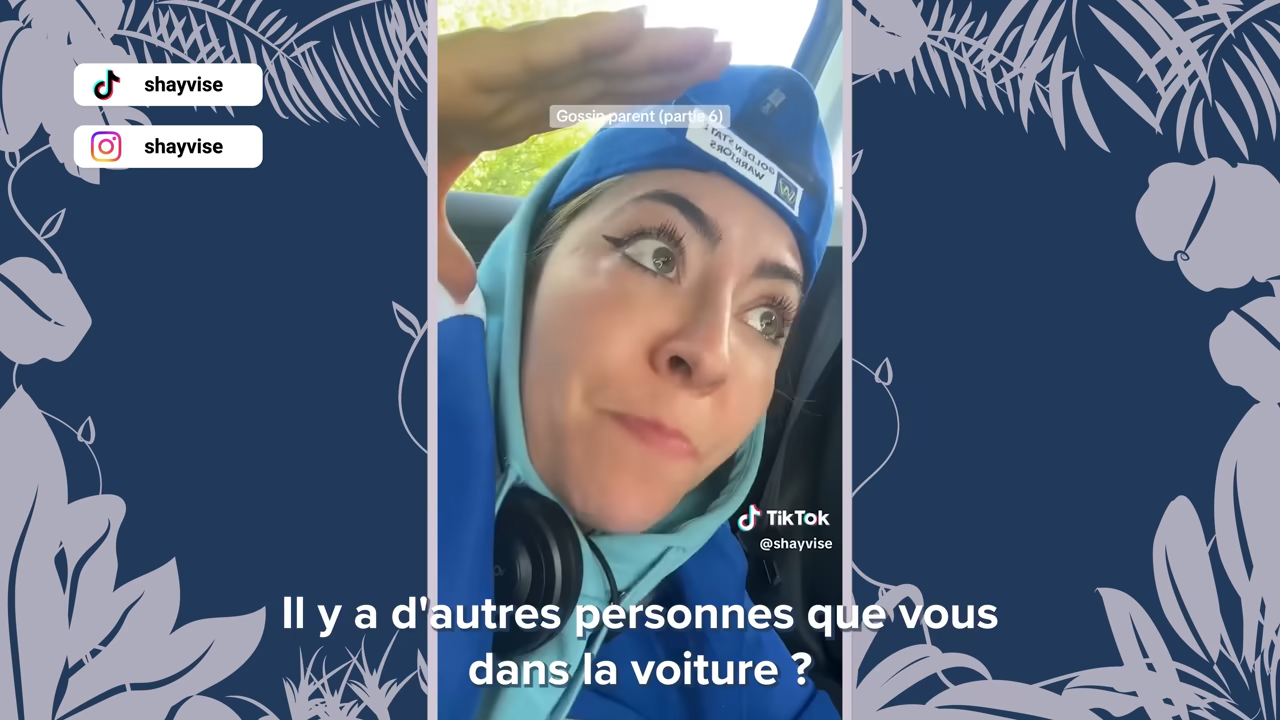 shayvise
shayvise
Gossip parent (partie 6)
GOLDEN STATE
WARRIORS
TikTok
@shayvise
Il y a d'autres personnes que vous
dans la voiture ?